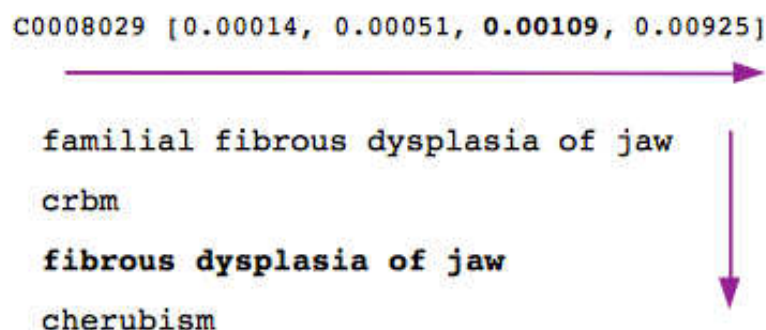 C0008029 [0.00014, 0.00051, 0.00109, 0.00925]
familial fibrous dysplasia of jaw
crbm
fibrous dysplasia of jaw
cherubism